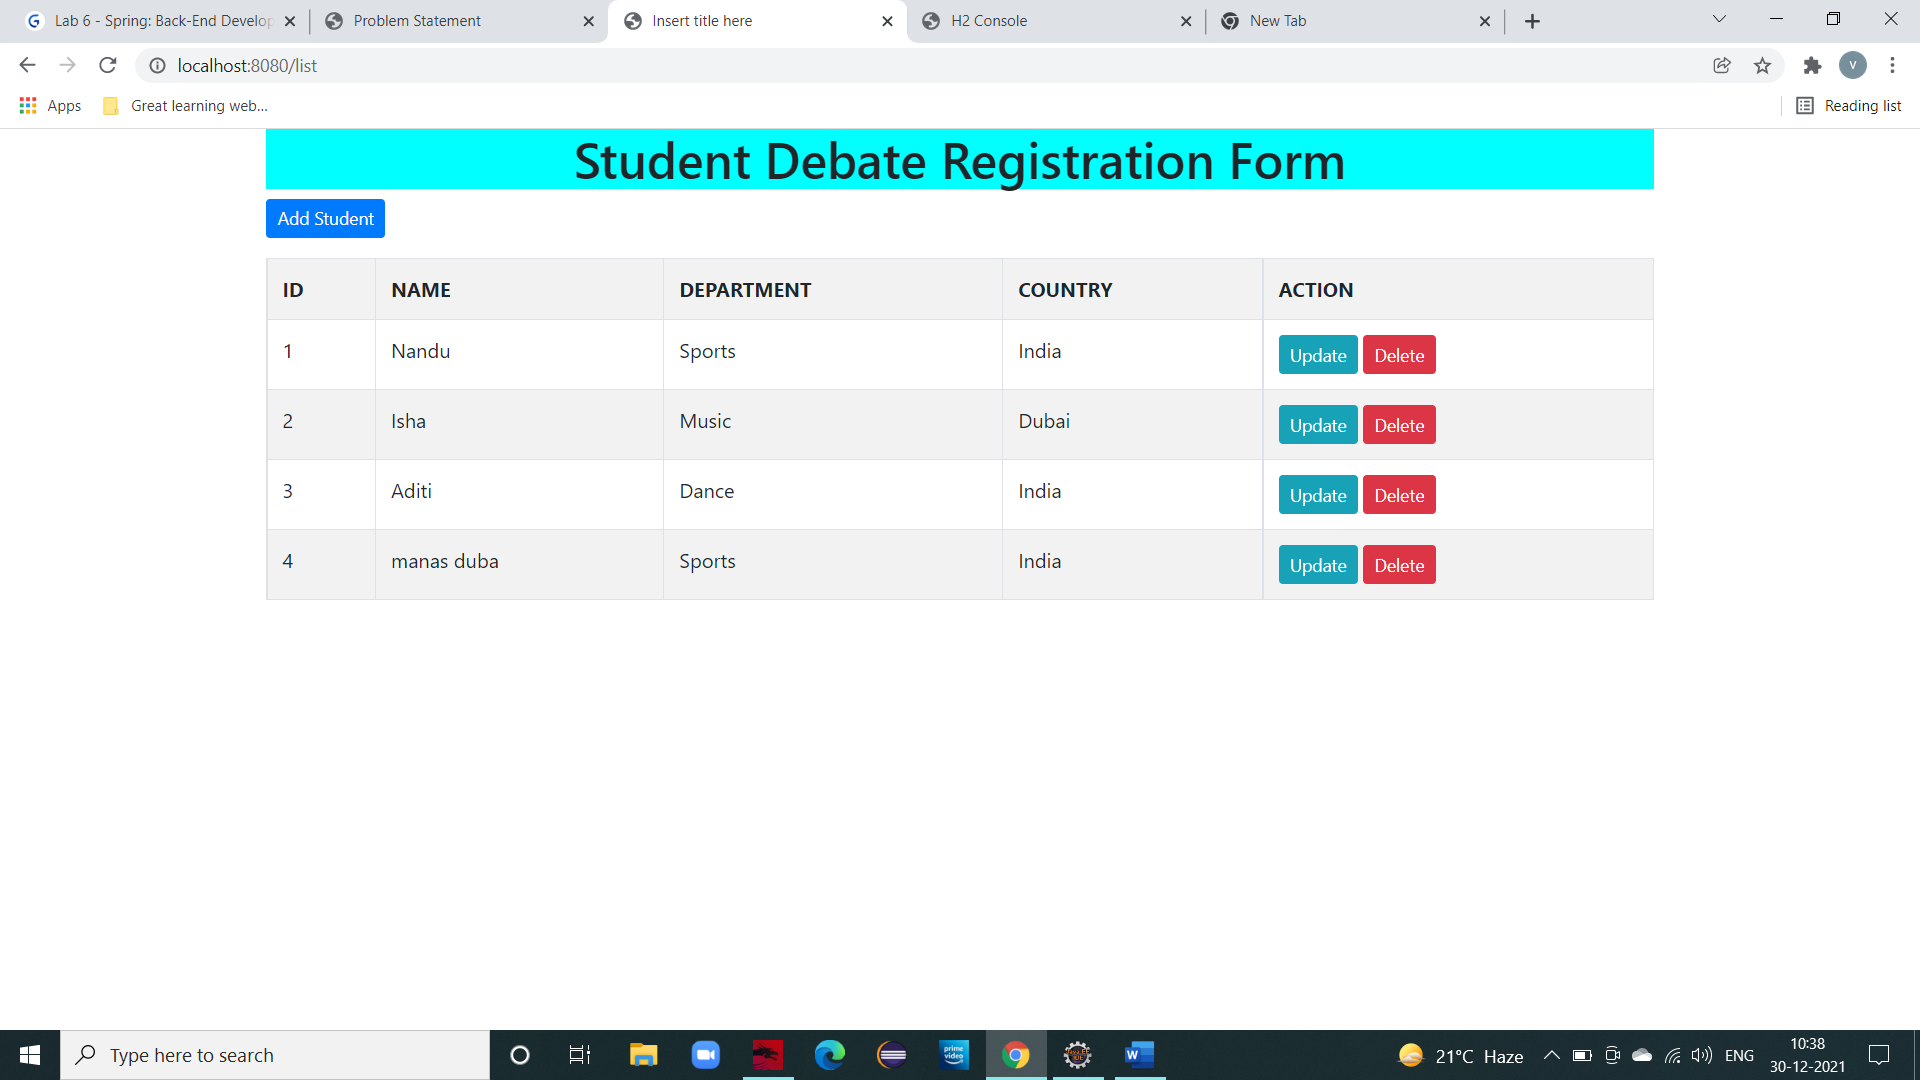 Lab 6 - Spring: Back-End Develop
Problem Statement
Insert title here
H2 Console
New Tab
localhost:8080/list
V
Apps
Great learning web...
Reading list
Student Debate Registration Form
Add Student
ID NAME DEPARTMENT COUNTRY ACTION
1 Nandu Sports India Update Delete
2 Isha Music Dubai Update Delete
3 Aditi Dance India Update Delete
4 manas duba Sports India Update Delete
Type here to search
prime video
W
21°C Haze
ENG
10:38
30-12-2021